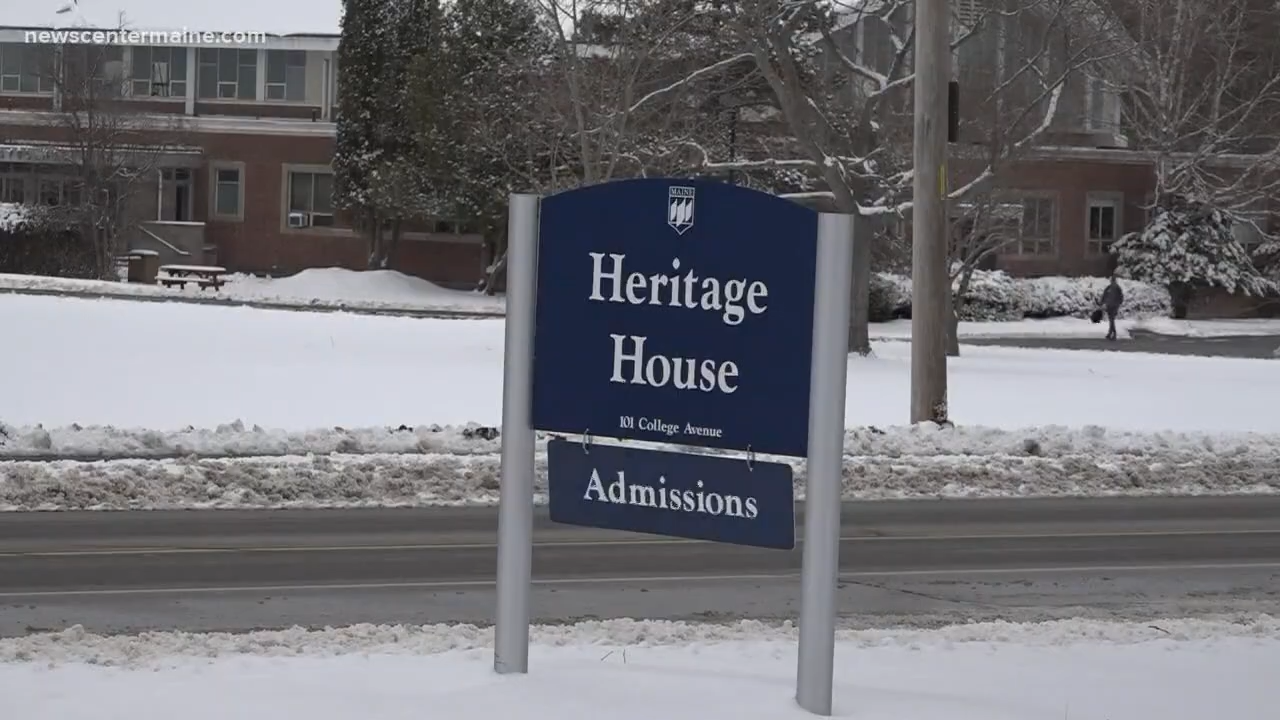 newscentermaine.com
MAINE
Heritage
House
101 College Avenue
Admissions